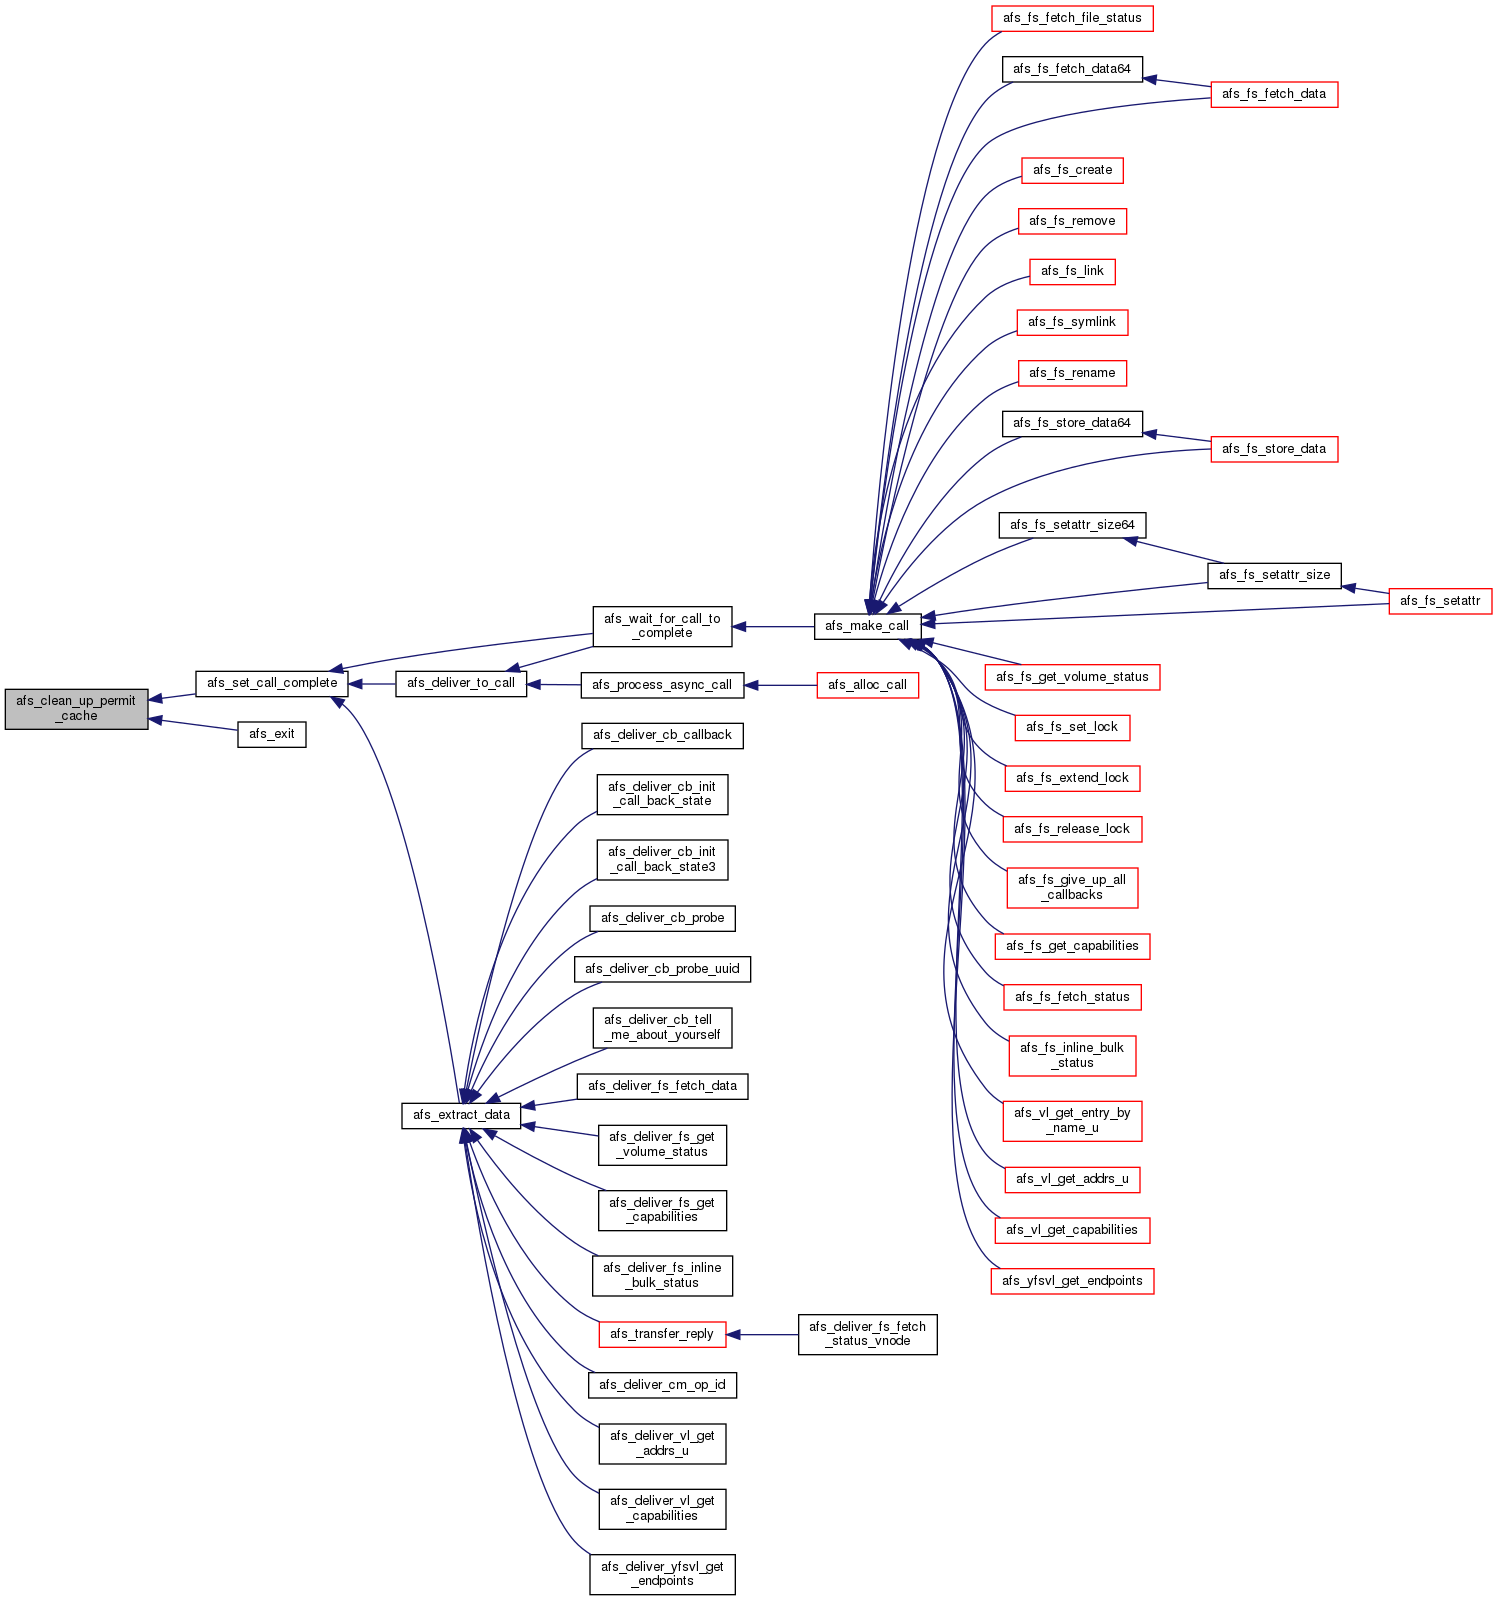 afs_clean_up_permit
_cache
afs_set_call_complete
afs_exit
afs_wait_for_call_to
_complete
afs_deliver_to_call
afs_process_async_call
afs_alloc_call
afs_extract_data
afs_deliver_cb_callback
afs_deliver_cb_init
_call_back_state
afs_deliver_cb_init
_call_back_state3
afs_deliver_cb_probe
afs_deliver_cb_probe_uuid
afs_deliver_cb_tell
_me_about_yourself
afs_deliver_fs_fetch_data
afs_deliver_fs_get
_volume_status
afs_deliver_fs_get
_capabilities
afs_deliver_fs_inline
_bulk_status
afs_transfer_reply
afs_deliver_fs_fetch
_status_vnode
afs_deliver_cm_op_id
afs_deliver_vl_get
_addrs_u
afs_deliver_vl_get
_capabilities
afs_deliver_yfsvl_get
_endpoints
afs_make_call
afs_fs_fetch_file_status
afs_fs_fetch_data64
afs_fs_fetch_data
afs_fs_create
afs_fs_remove
afs_fs_link
afs_fs_symlink
afs_fs_rename
afs_fs_store_data64
afs_fs_store_data
afs_fs_setattr_size64
afs_fs_setattr_size
afs_fs_setattr
afs_fs_get_volume_status
afs_fs_set_lock
afs_fs_extend_lock
afs_fs_release_lock
afs_fs_give_up_all
_callbacks
afs_fs_get_capabilities
afs_fs_fetch_status
afs_fs_inline_bulk
_status
afs_vl_get_entry_by
_name_u
afs_vl_get_addrs_u
afs_vl_get_capabilities
afs_yfsvl_get_endpoints